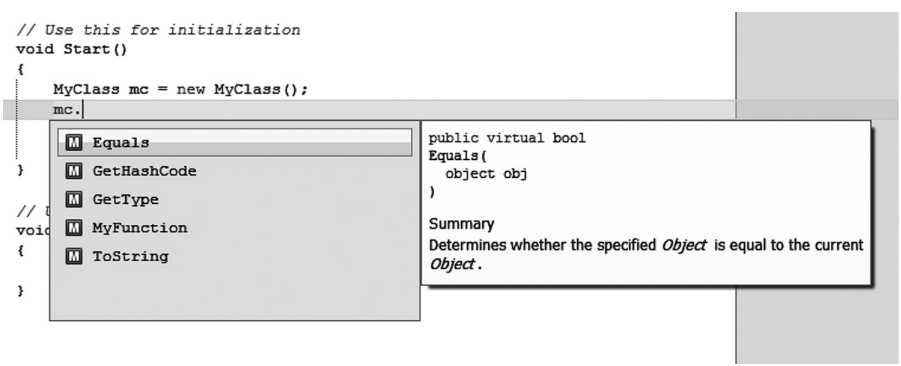 // Use this for initialization
void Start()
{
MyClass mc = new MyClass();
mc.
Equals
GetHashCode
GetType
MyFunction
ToString
public virtual bool
Equals(
object obj
)
Summary
Determines whether the specified Object is equal to the current
Object.
}
//
void
{
}